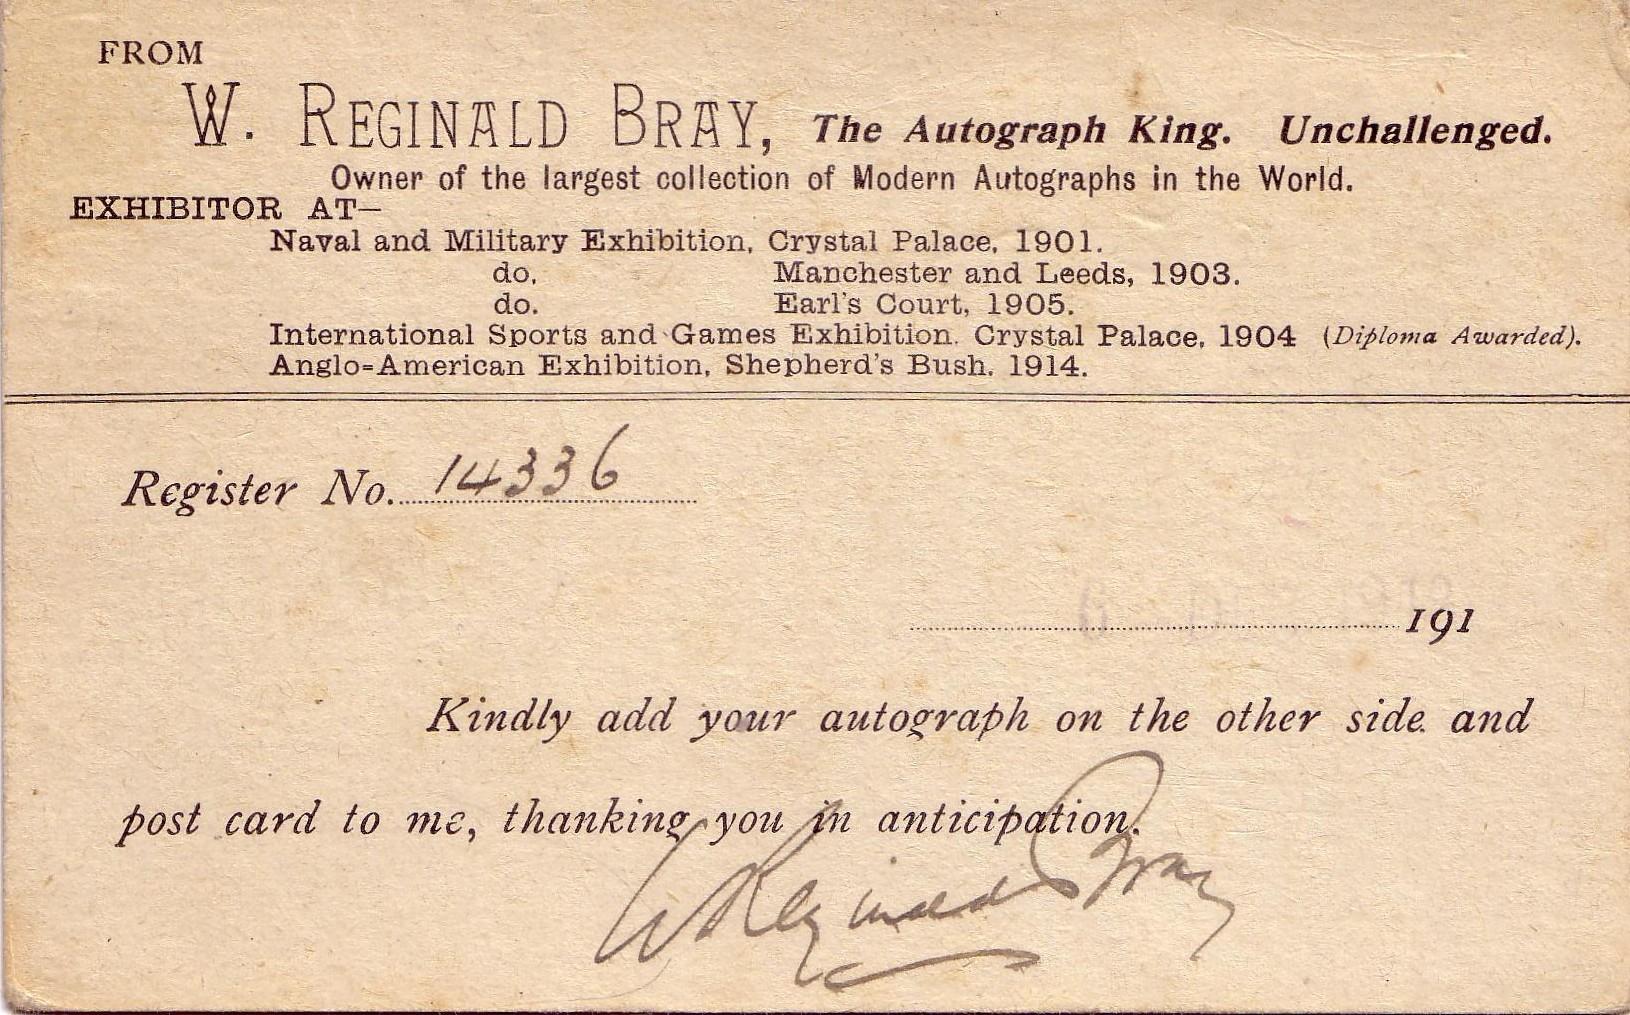 FROM
W. REGINALD BRAY, The Autograph King. Unchallenged.
Owner of the largest collection of Modern Autographs in the World.
EXHIBITOR AT—
Naval and Military Exhibition, Crystal Palace, 1901.
do. Manchester and Leeds, 1903.
do. Earl's Court, 1905.
International Sports and Games Exhibition. Crystal Palace, 1904 (Diploma Awarded).
Anglo=American Exhibition, Shepherd's Bush. 1914.
Register No. 14336
191
Kindly add your autograph on the other side and
post card to me, thanking you in anticipation.
W Reginald Bray